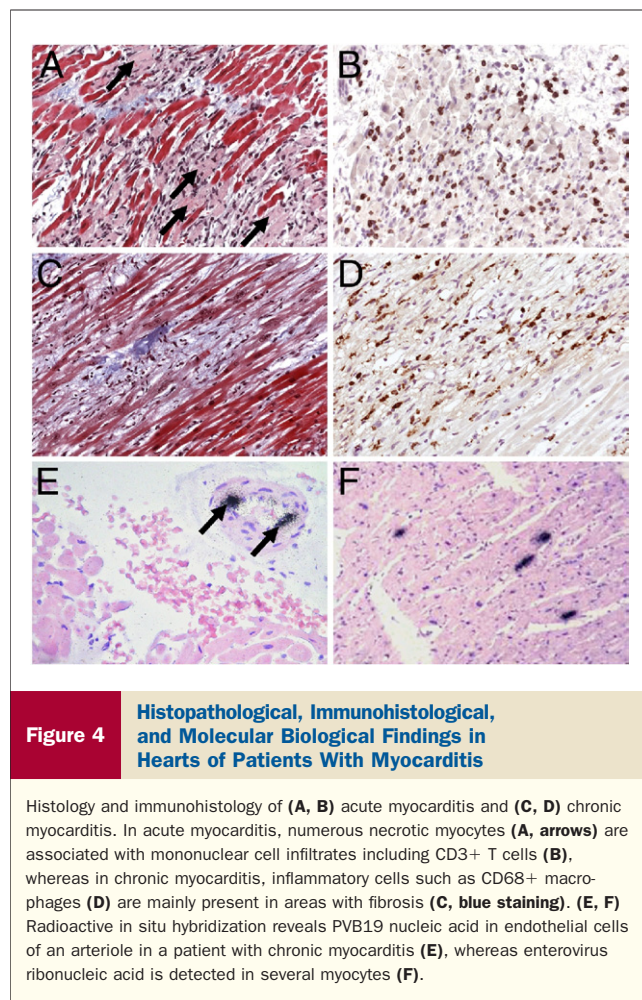 A
B
C
D
E
F
Figure 4
Histopathological, Immunohistological,
and Molecular Biological Findings in
Hearts of Patients With Myocarditis
Histology and immunohistology of (A, B) acute myocarditis and (C, D) chronic
myocarditis. In acute myocarditis, numerous necrotic myocytes (A, arrows) are
associated with mononuclear cell infiltrates including CD3+ T cells (B),
whereas in chronic myocarditis, inflammatory cells such as CD68+ macro-
phages (D) are mainly present in areas with fibrosis (C, blue staining). (E, F)
Radioactive in situ hybridization reveals PVB19 nucleic acid in endothelial cells
of an arteriole in a patient with chronic myocarditis (E), whereas enterovirus
ribonucleic acid is detected in several myocytes (F).